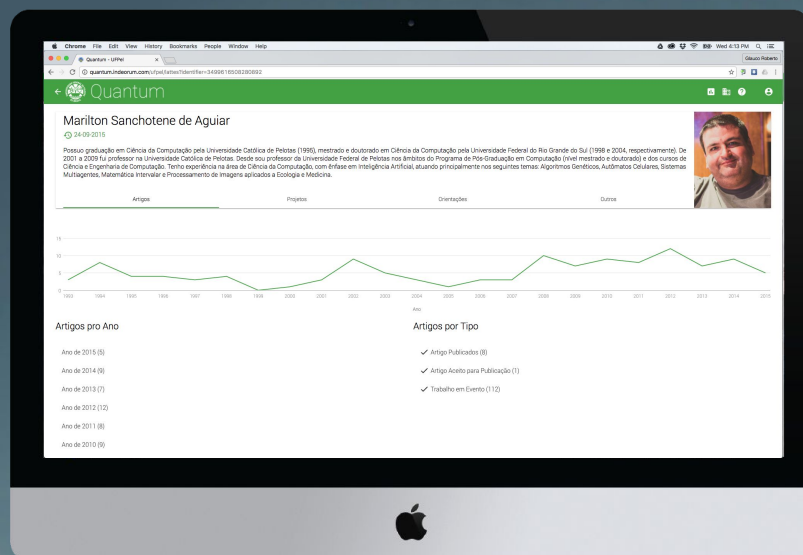 Chrome File Edit View History Bookmarks People Window Help
Wed 4:13 PM
Quantum - UFPel
Glauco Roberto
quantum.indeorum.com/ufpel/lattes?identifier=3499618508280892
Quantum
Marilton Sanchotene de Aguiar
24-09-2015
Possuo graduação em Ciência da Computação pela Universidade Católica de Pelotas (1995), mestrado e doutorado em Ciência da Computação pela Universidade Federal do Rio Grande do Sul (1998 e 2004, respectivamente). De
2001 a 2009 fui professor na Universidade Católica de Pelotas. Desde sou professor da Universidade Federal de Pelotas nos âmbitos do Programa de Pós-Graduação em Computação (nível mestrado e doutorado) e dos cursos de
Ciência e Engenharia de Computação. Tenho experiência na área de Ciência da Computação, com ênfase em Inteligência Artificial, atuando principalmente nos seguintes temas: Algoritmos Genéticos, Autômatos Celulares, Sistemas
Multiagentes, Matemática Intervalar e Processamento de Imagens aplicados a Ecologia e Medicina.
Artigos Projetos Orientações Outros
15
10
5
0
1993 1994 1995 1996 1997 1998 1999 2000 2001 2002 2003 2004 2005 2006 2007 2008 2009 2010 2011 2012 2013 2014 2015
Ano
Artigos pro Ano
Artigos por Tipo
Ano de 2015 (5)
Artigo Publicados (8)
Ano de 2014 (9)
Artigo Aceito para Publicação (1)
Ano de 2013 (7)
Trabalho em Evento (112)
Ano de 2012 (12)
Ano de 2011 (8)
Ano de 2010 (9)